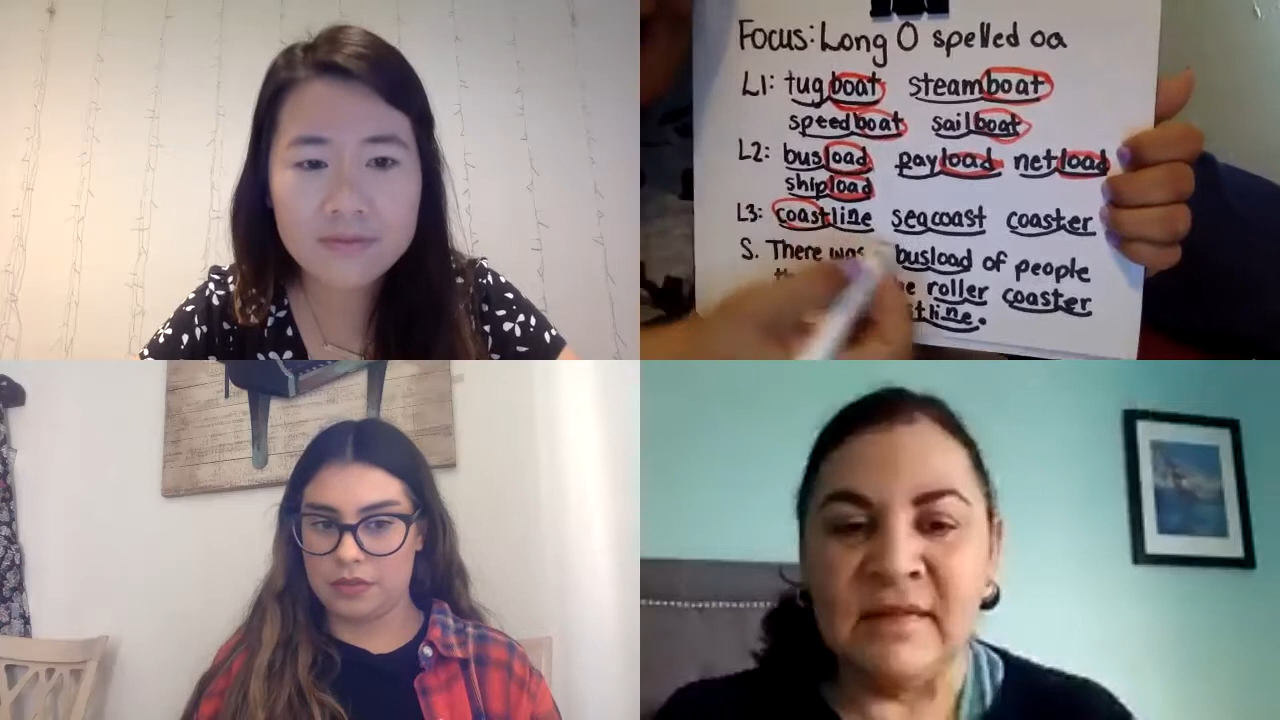 Focus: Long O spelled oa
L1: tugboat steamboat
speedboat sailboat
L2: busload payload netload
shipload
L3: coastline seacoast coaster
S. There was busload of people
roller coaster